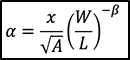 α = x/√A (W/L)^−β